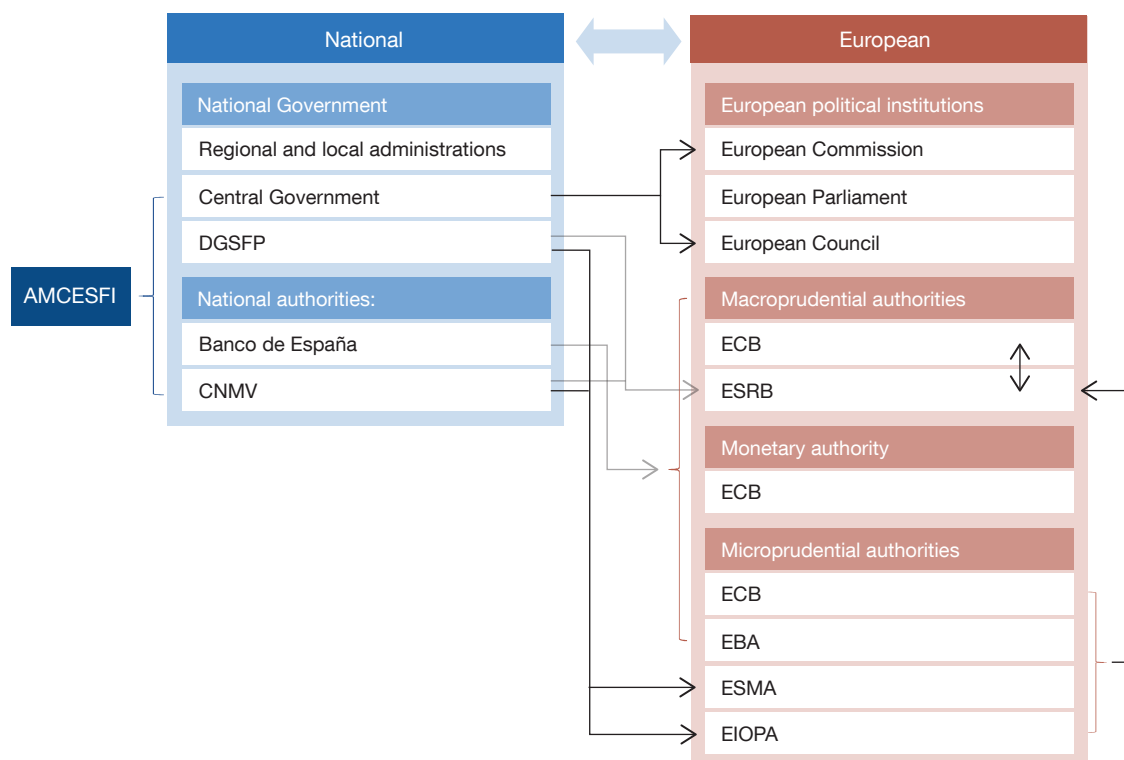 AMCESFI
National
National Government
Regional and local administrations
Central Government
DGSFP
National authorities:
Banco de España
CNMV
European
European political institutions
European Commission
European Parliament
European Council
Macroprudential authorities
ECB
ESRB
Monetary authority
ECB
Microprudential authorities
ECB
EBA
ESMA
EIOPA